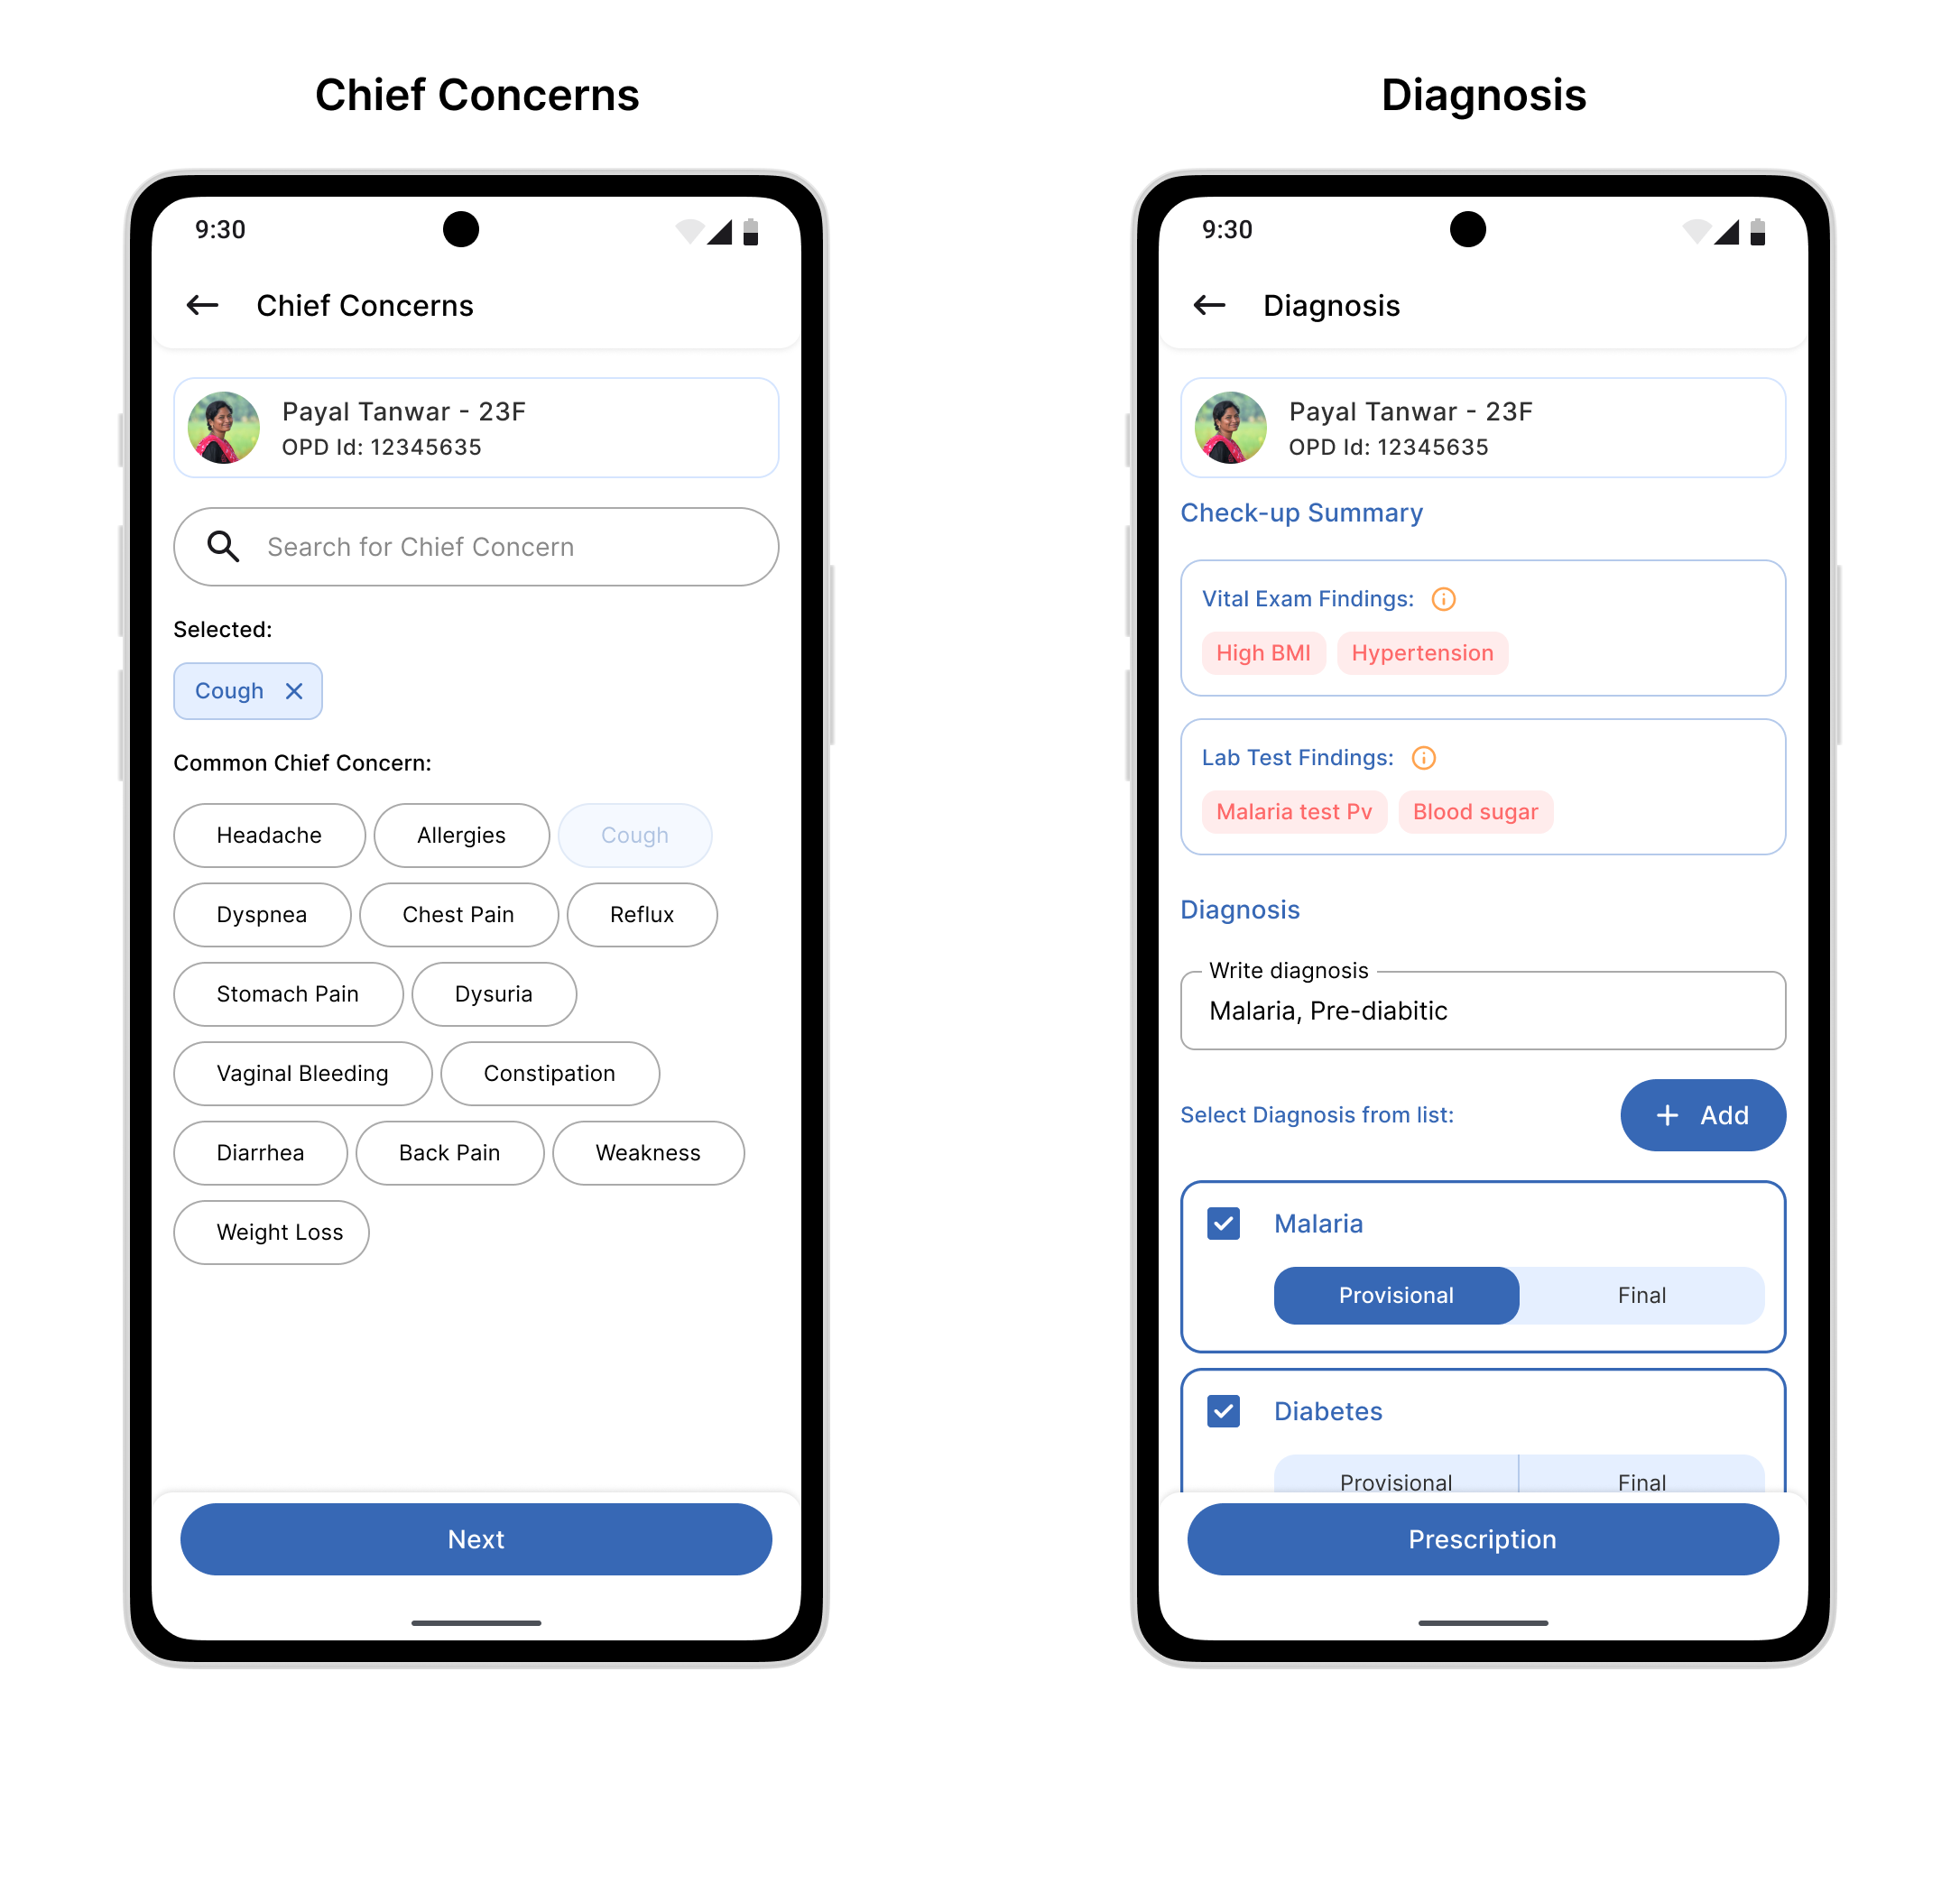 Chief Concerns
9:30
Chief Concerns
Payal Tanwar - 23F
OPD Id: 12345635
Search for Chief Concern
Selected:
Cough
Common Chief Concern:
Headache Allergies Cough
Dyspnea Chest Pain Reflux
Stomach Pain Dysuria
Vaginal Bleeding Constipation
Diarrhea Back Pain Weakness
Weight Loss
Next
Diagnosis
9:30
Diagnosis
Payal Tanwar - 23F
OPD Id: 12345635
Check-up Summary
Vital Exam Findings:
High BMI Hypertension
Lab Test Findings:
Malaria test Pv Blood sugar
Diagnosis
Write diagnosis
Malaria, Pre-diabitic
Select Diagnosis from list: + Add
Malaria
Provisional Final
Diabetes
Provisional Final
Prescription